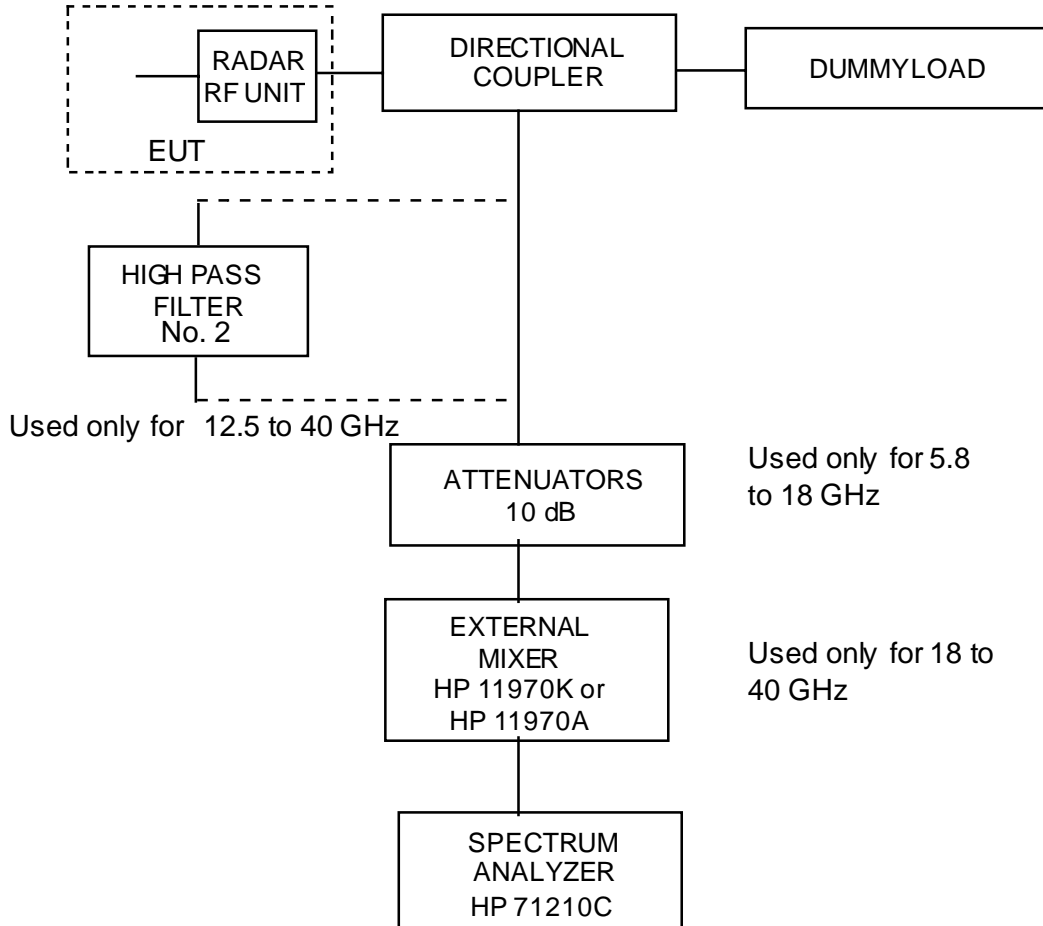 RADAR
RF UNIT
EUT
DIRECTIONAL
COUPLER
DUMMY LOAD
HIGH PASS
FILTER
No. 2
Used only for 12.5 to 40 GHz
ATTENUATORS
10 dB
Used only for 5.8
to 18 GHz
EXTERNAL
MIXER
HP 11970K or
HP 11970A
Used only for 18 to
40 GHz
SPECTRUM
ANALYZER
HP 71210C